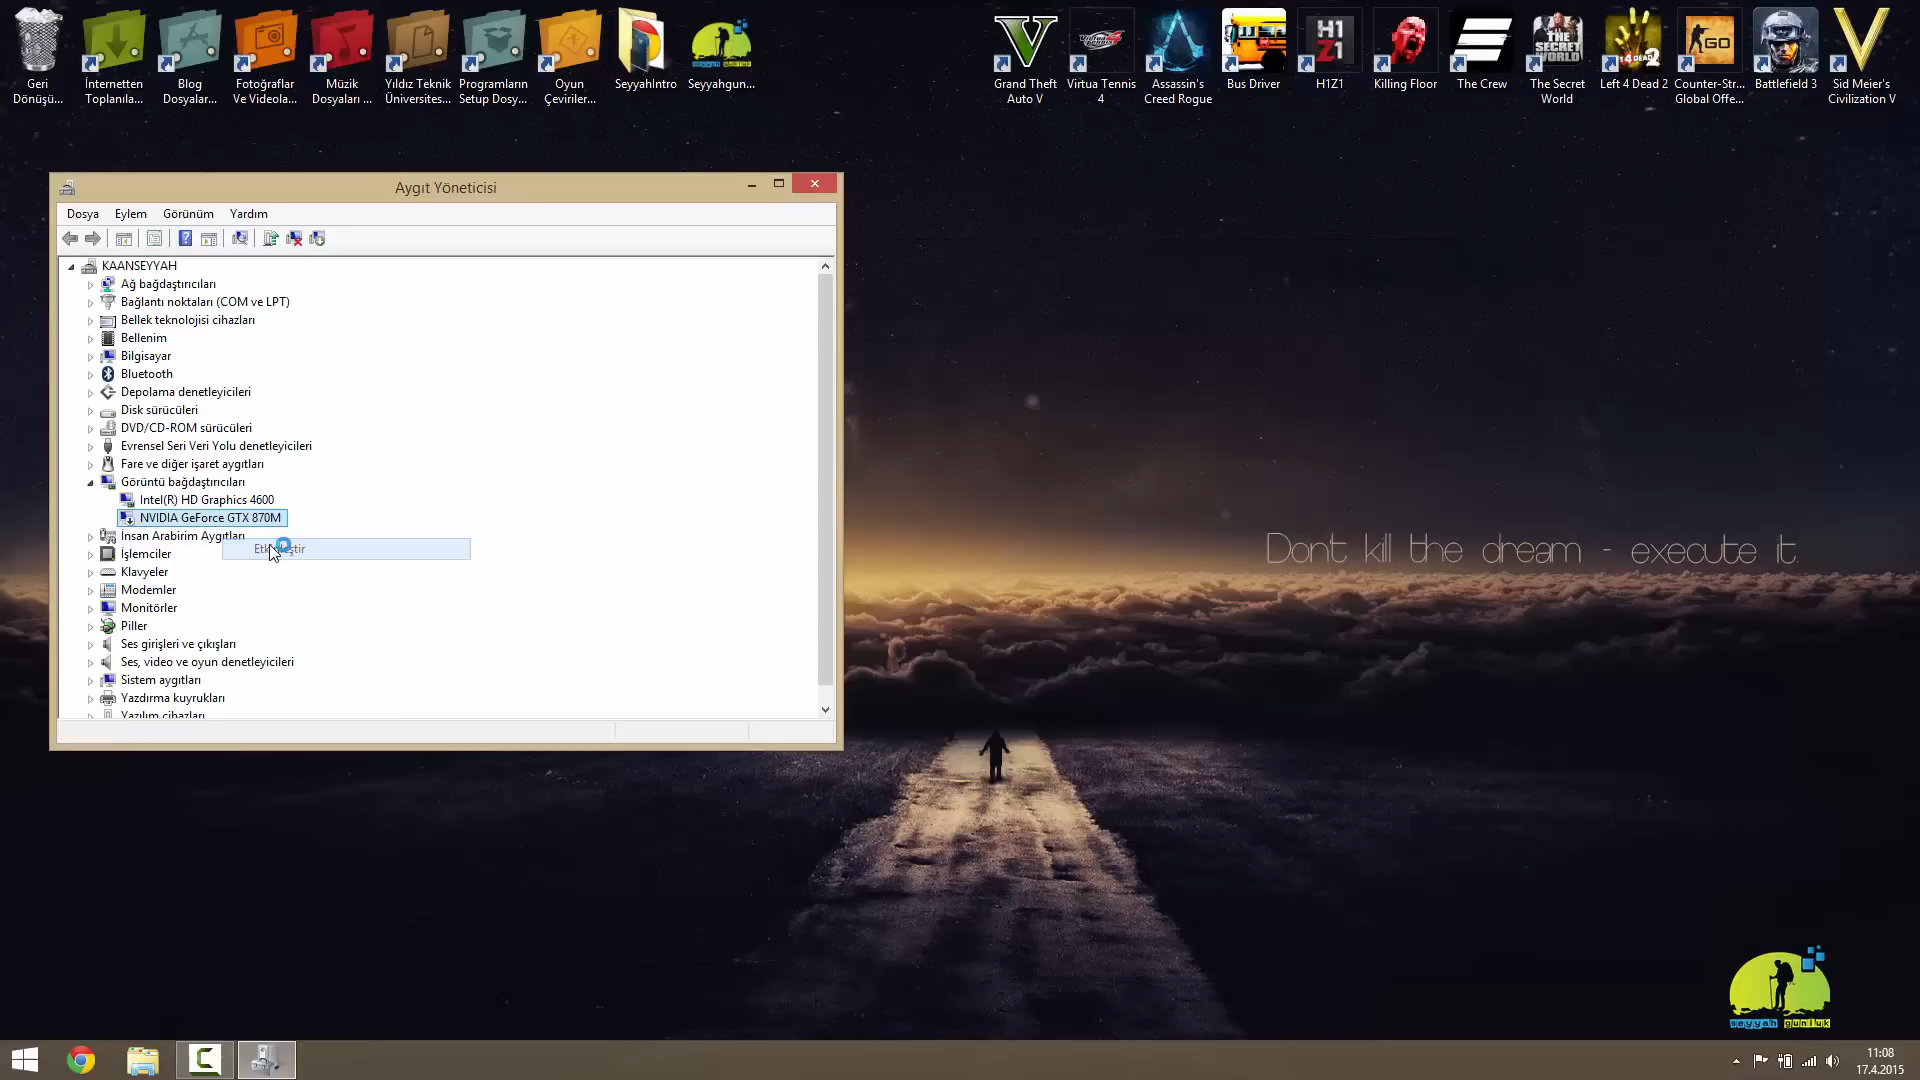 Geri
Dönüşü...
İnternetten
Toplanıla...
Blog
Dosyalar...
Fotoğraflar
Ve Videola...
Müzik
Dosyaları ...
Yıldız Teknik
Üniversites...
Programların
Setup Dosy...
Oyun
Çeviriler...
SeyyahIntro
Seyyahgun...
Grand Theft
Auto V
Virtua Tennis
4
Assassin's
Creed Rogue
Bus Driver
H1Z1
Killing Floor
The Crew
The Secret
World
Left 4 Dead 2
Counter-Str...
Global Offe...
Battlefield 3
Sid Meier's
Civilization V
Aygıt Yöneticisi
Dosya Eylem Görünüm Yardım
KAANSEYYAH
Ağ bağdaştırıcıları
Bağlantı noktaları (COM ve LPT)
Bellek teknolojisi cihazları
Bellenim
Bilgisayar
Bluetooth
Depolama denetleyicileri
Disk sürücüleri
DVD/CD-ROM sürücüleri
Evrensel Seri Veri Yolu denetleyicileri
Fare ve diğer işaret aygıtları
Görüntü bağdaştırıcıları
Intel(R) HD Graphics 4600
NVIDIA GeForce GTX 870M
İnsan Arabirim Aygıtları
İşlemciler
Klavyeler
Modemler
Monitörler
Piller
Ses girişleri ve çıkışları
Ses, video ve oyun denetleyicileri
Sistem aygıtları
Yazdırma kuyrukları
Yazılım cihazları
Dont kill the dream - execute it.
seyyah günlük
11:08
17.4.2015